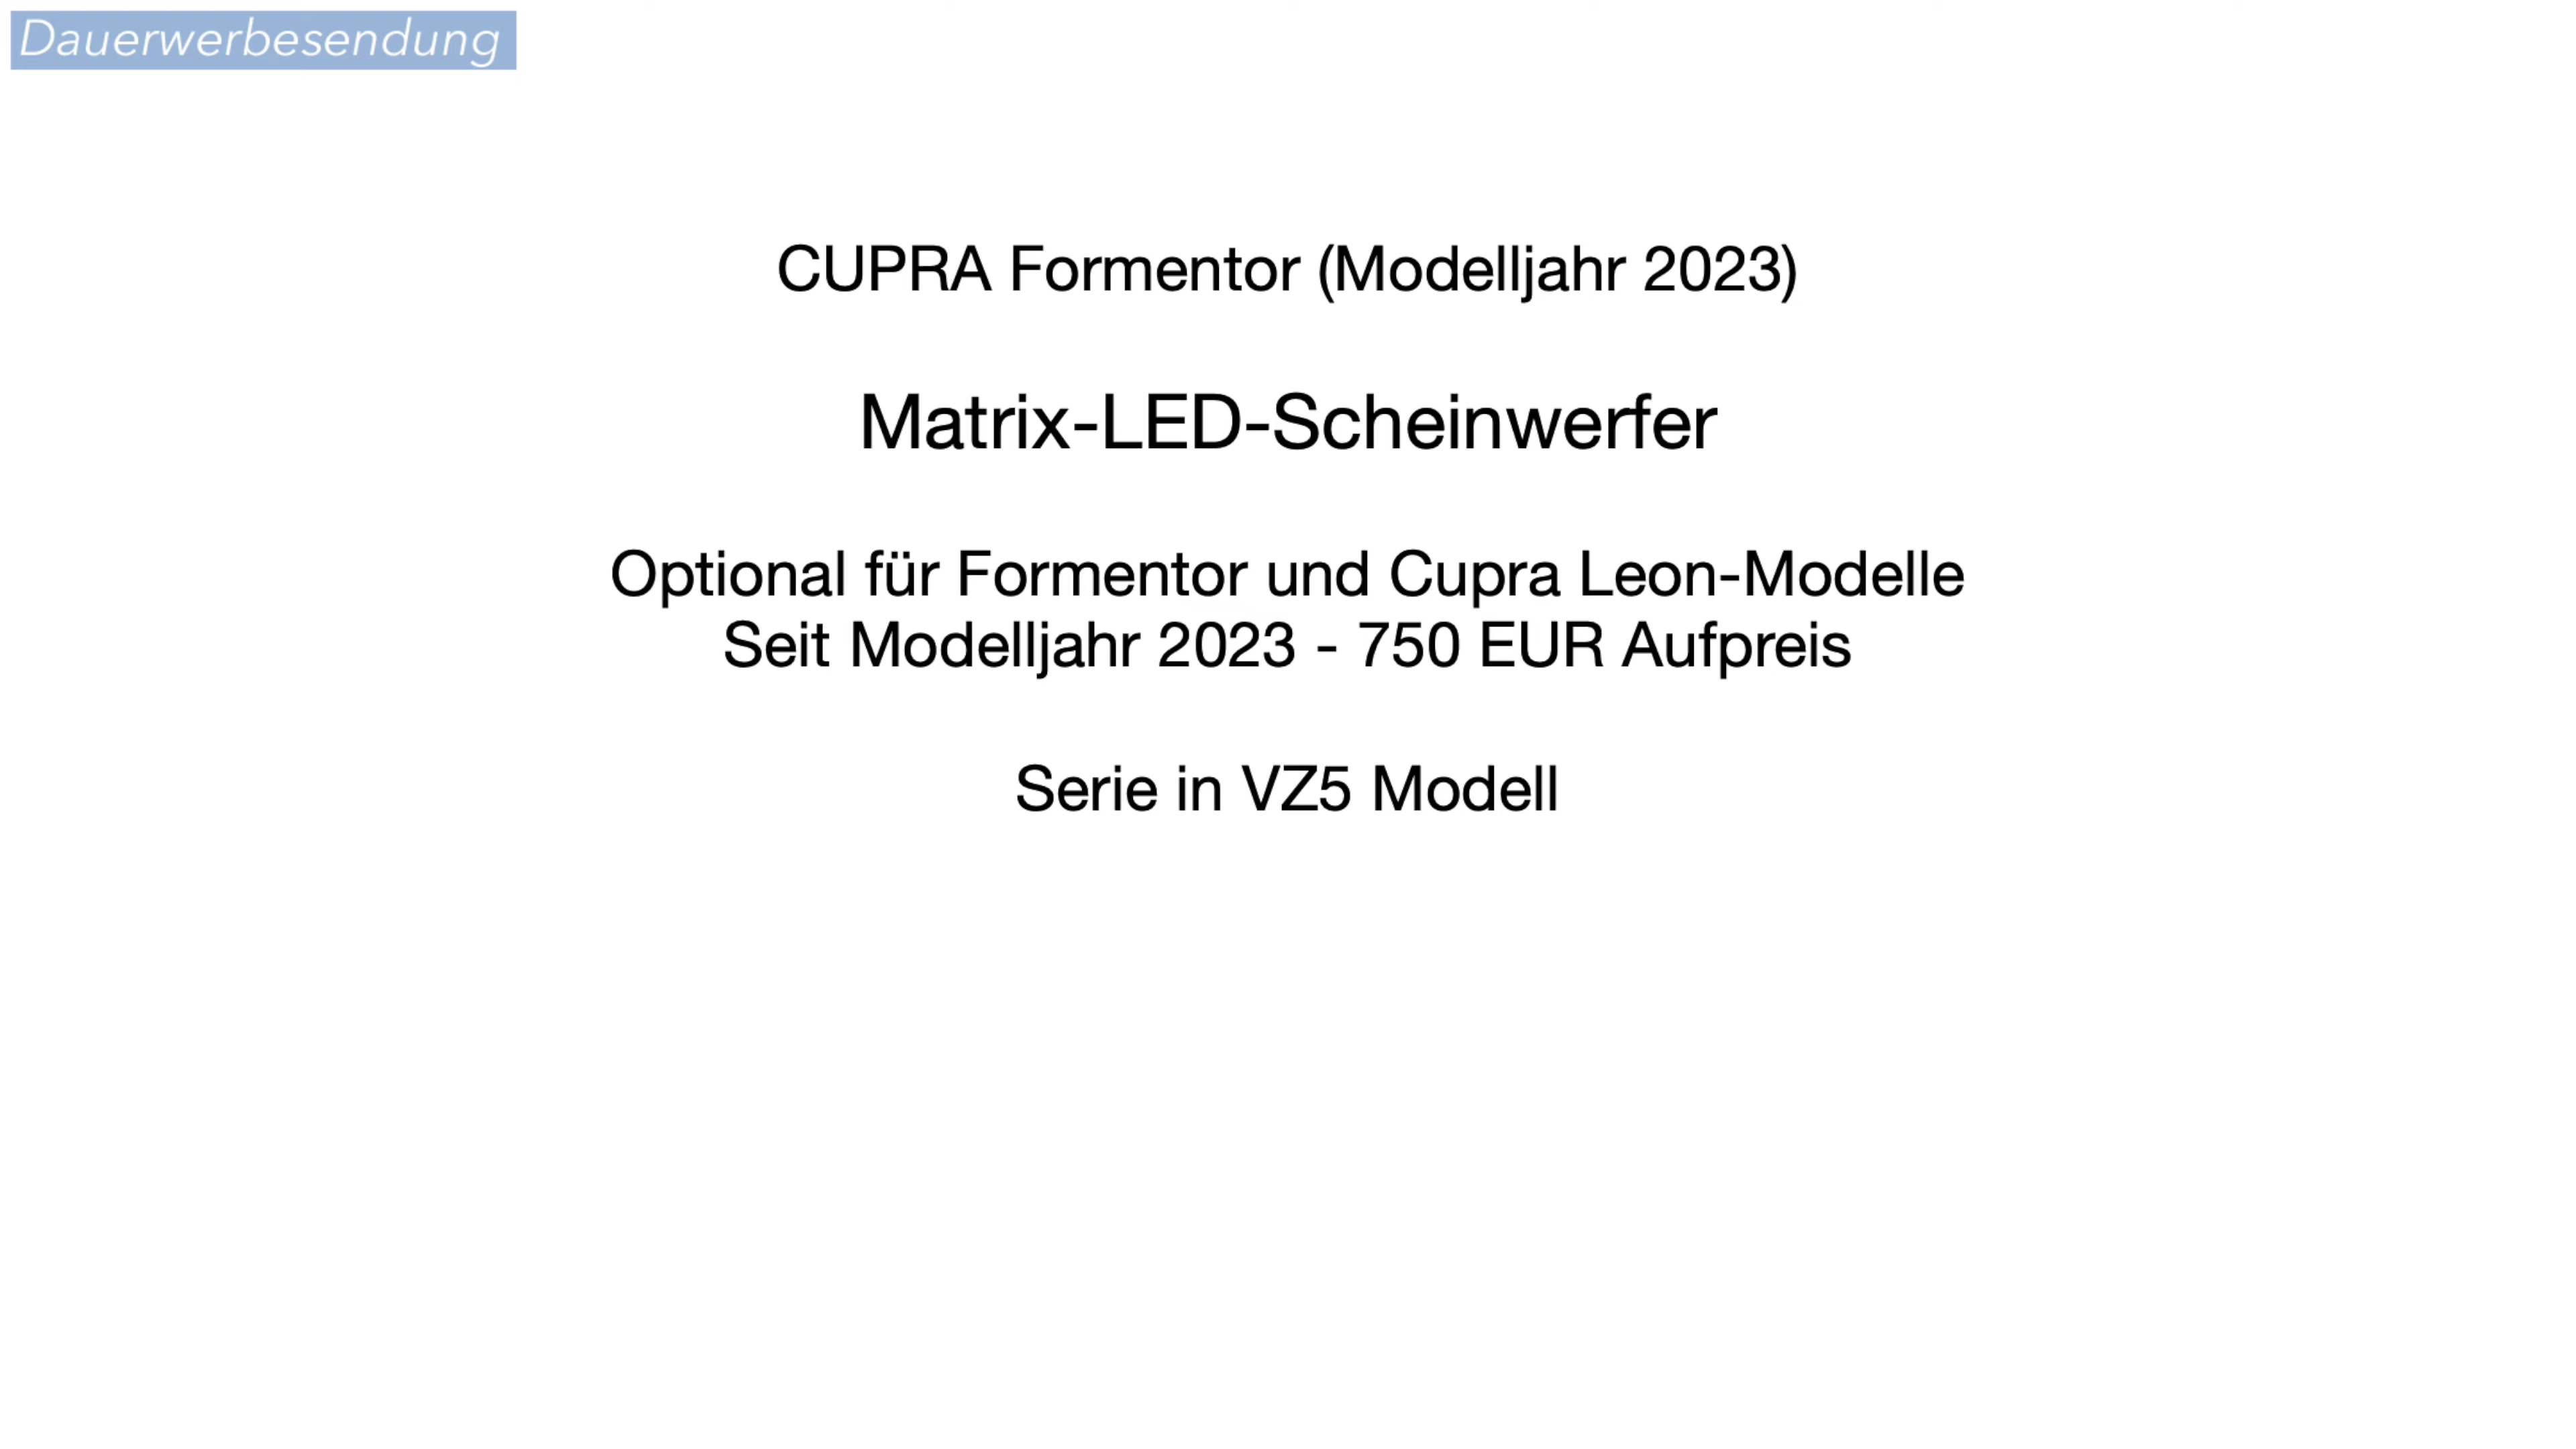 Dauerwerbesendung
CUPRA Formentor (Modelljahr 2023)
Matrix-LED-Scheinwerfer
Optional für Formentor und Cupra Leon-Modelle
Seit Modelljahr 2023 - 750 EUR Aufpreis
Serie in VZ5 Modell